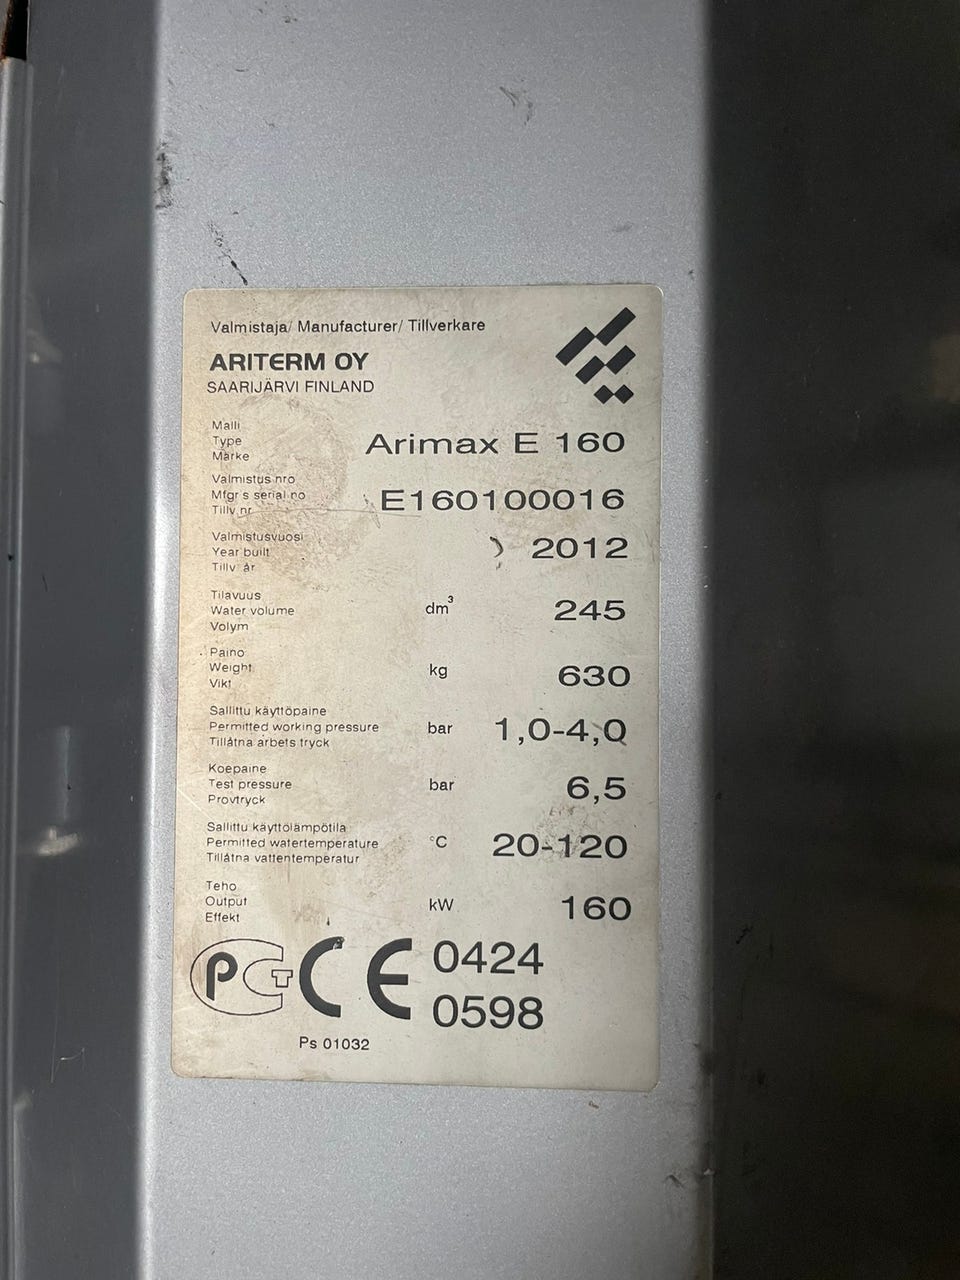 Valmistaja/ Manufacturer/ Tillverkare
ARITERM OY
SAARIJÄRVI FINLAND
Malli
Type
Märke
Arimax E 160
Valmistus nro
Mfgr s serial no
Tillv nr
E160100016
Valmistusvuosi
Year built
Tillv år
2012
Tilavuus
Water volume
Volym
dm³ 245
Paino
Weight
Vikt
kg 630
Sallittu käyttöpaine
Permitted working pressure
Tillåtna arbets tryck
bar 1,0-4,0
Koepaine
Test pressure
Provtryck
bar 6,5
Sallittu käyttölämpötila
Permitted watertemperature
Tillåtna vattentemperatur
°C 20-120
Teho
Output
Effekt
kW 160
PCT CE 0424
0598
Ps 01032